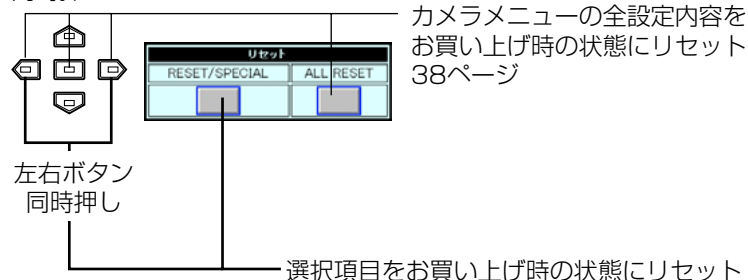 カメラメニューの全設定内容を
お買い上げ時の状態にリセット
38ページ
リセット
RESET/SPECIAL
ALL RESET
左右ボタン
同時押し
選択項目をお買い上げ時の状態にリセット